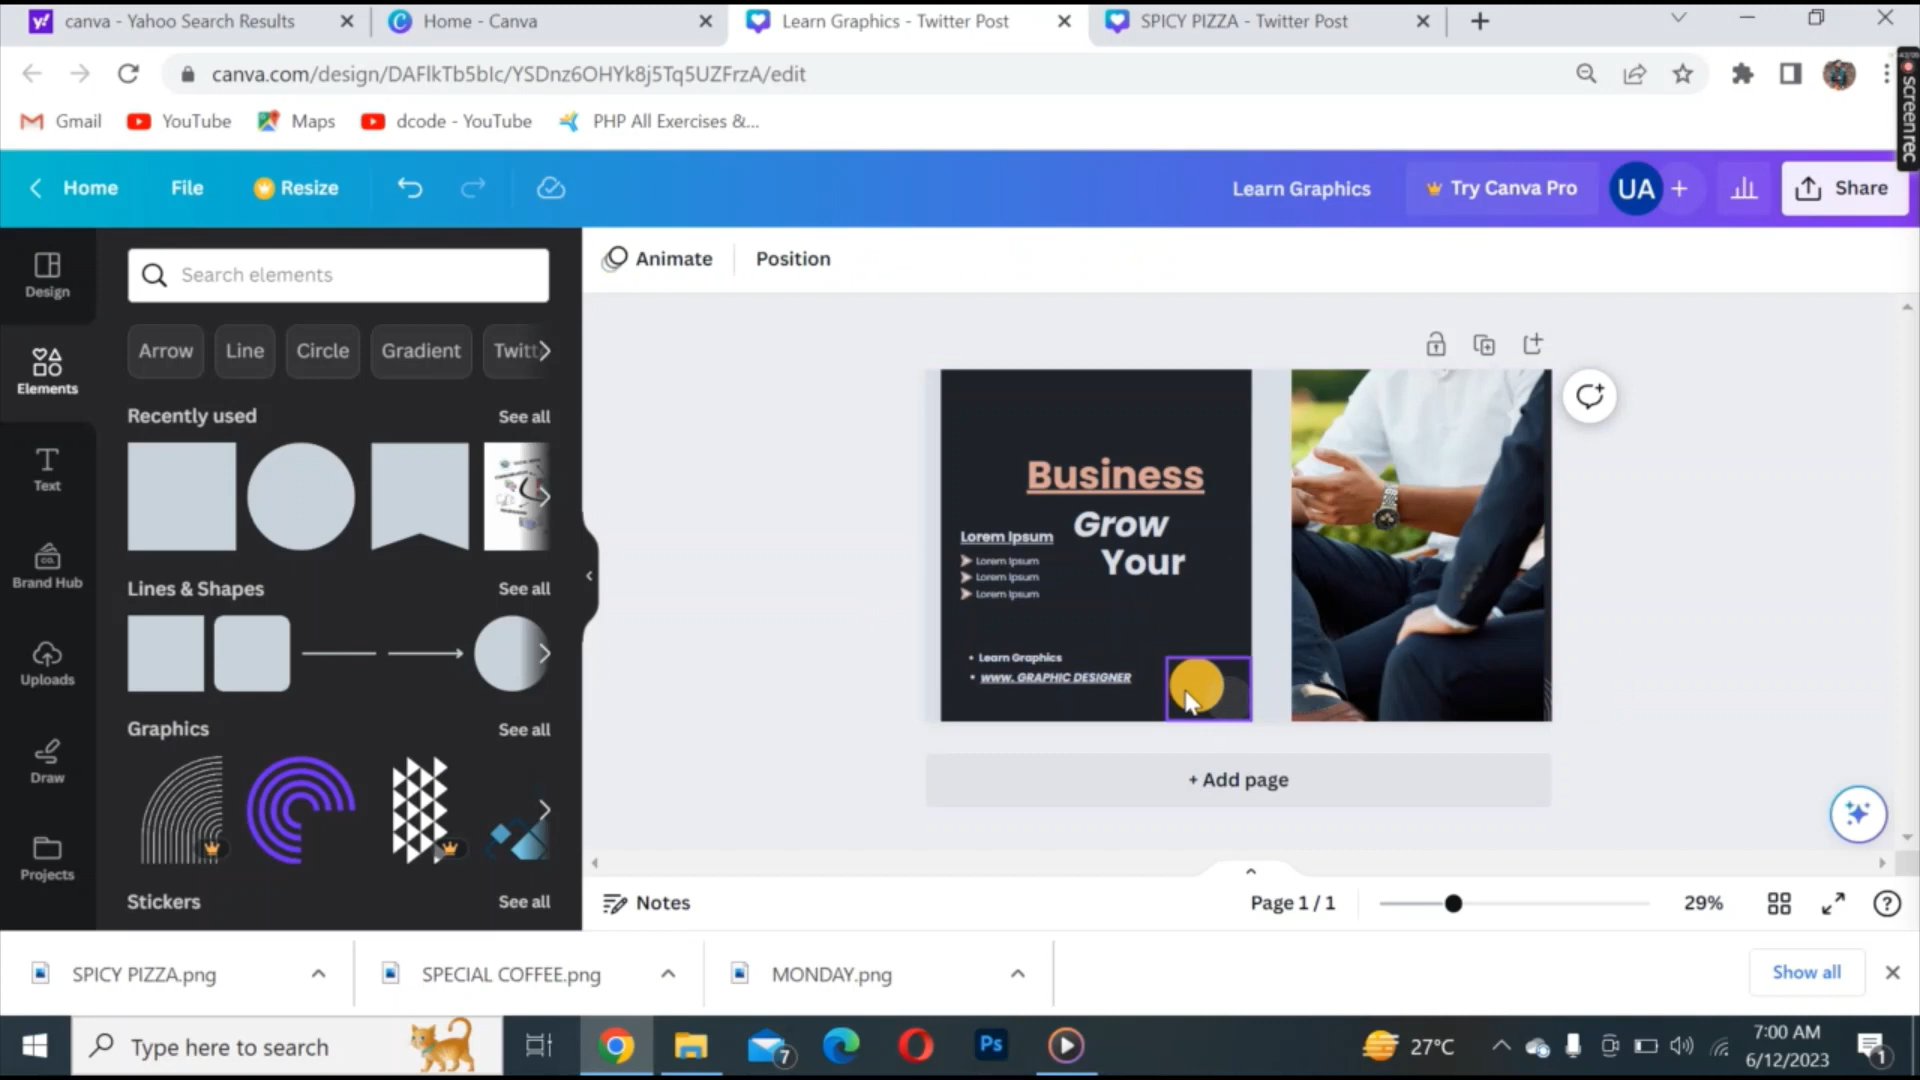 canva - Yahoo Search Results
Home - Canva
Learn Graphics - Twitter Post
SPICY PIZZA - Twitter Post
canva.com/design/DAFlkTb5bIc/YSDnz6OHYk8j5Tq5UZFrzA/edit
Gmail
YouTube
Maps
dcode - YouTube
PHP All Exercises &...
screenrec
Home
File
Resize
Learn Graphics
Try Canva Pro
UA
Share
Design
Elements
Text
Brand Hub
Uploads
Draw
Projects
Search elements
Arrow
Line
Circle
Gradient
Twitt
Recently used
See all
Lines & Shapes
See all
Graphics
See all
Stickers
See all
Animate
Position
Business
Grow
Your
Lorem Ipsum
Lorem Ipsum
Lorem Ipsum
Lorem Ipsum
• Learn Graphics
• www. GRAPHIC DESIGNER
+ Add page
Notes
Page 1 / 1
29%
SPICY PIZZA.png
SPECIAL COFFEE.png
MONDAY.png
Show all
Type here to search
7
Ps
27°C
7:00 AM
6/12/2023
1